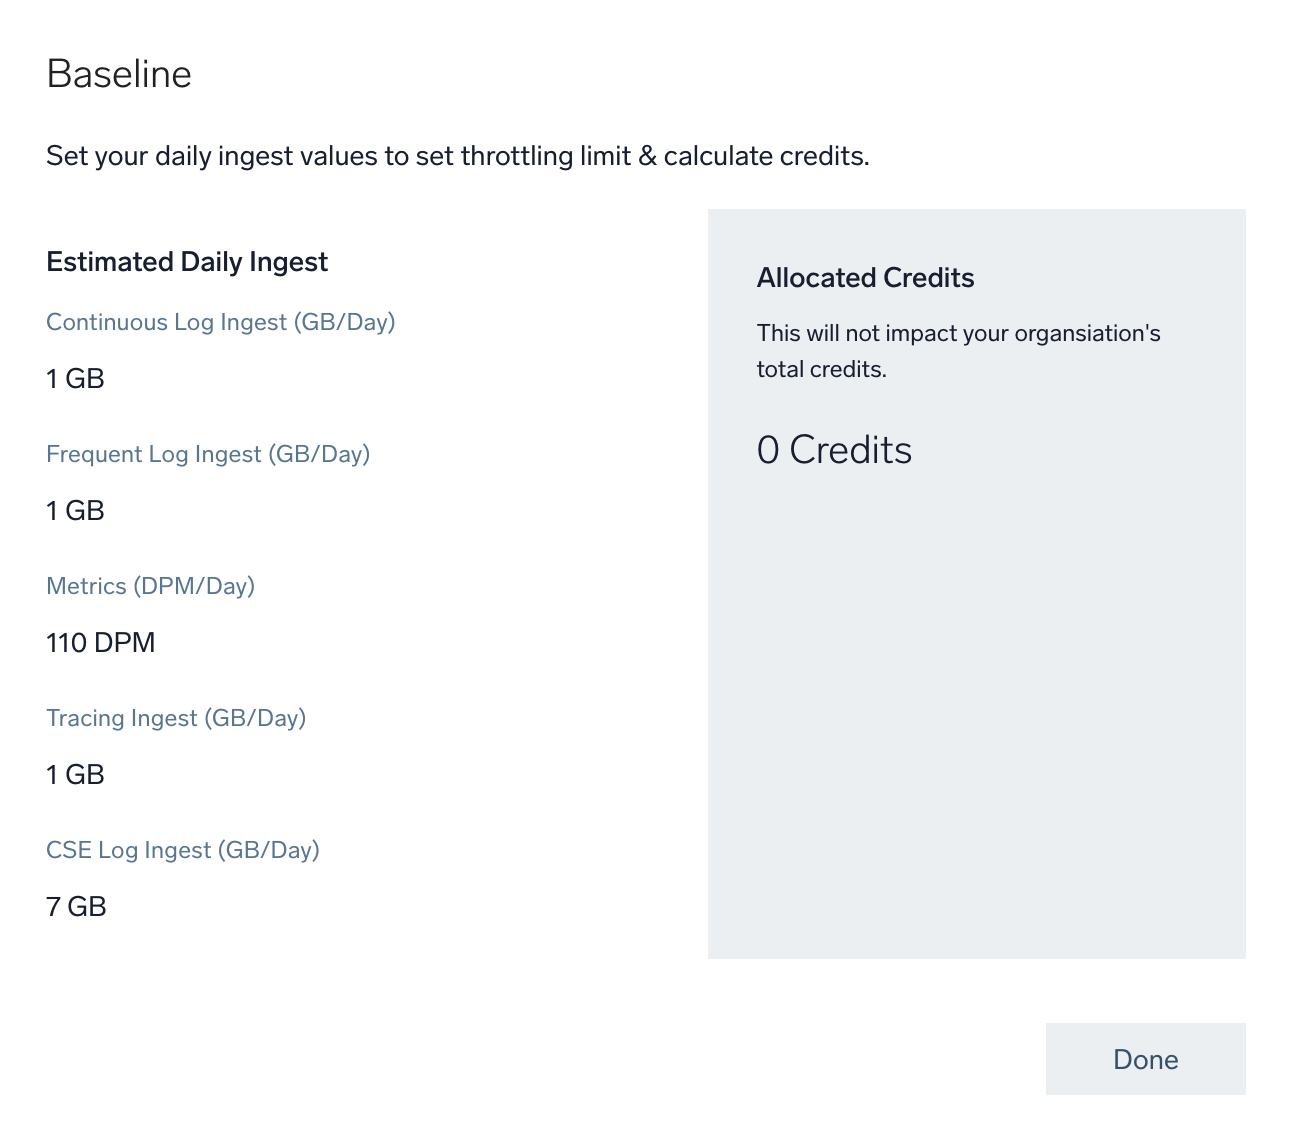 Baseline
Set your daily ingest values to set throttling limit & calculate credits.
Estimated Daily Ingest
Continuous Log Ingest (GB/Day)
1 GB
Frequent Log Ingest (GB/Day)
1 GB
Metrics (DPM/Day)
110 DPM
Tracing Ingest (GB/Day)
1 GB
CSE Log Ingest (GB/Day)
7 GB
Allocated Credits
This will not impact your organsiation's
total credits.
0 Credits
Done